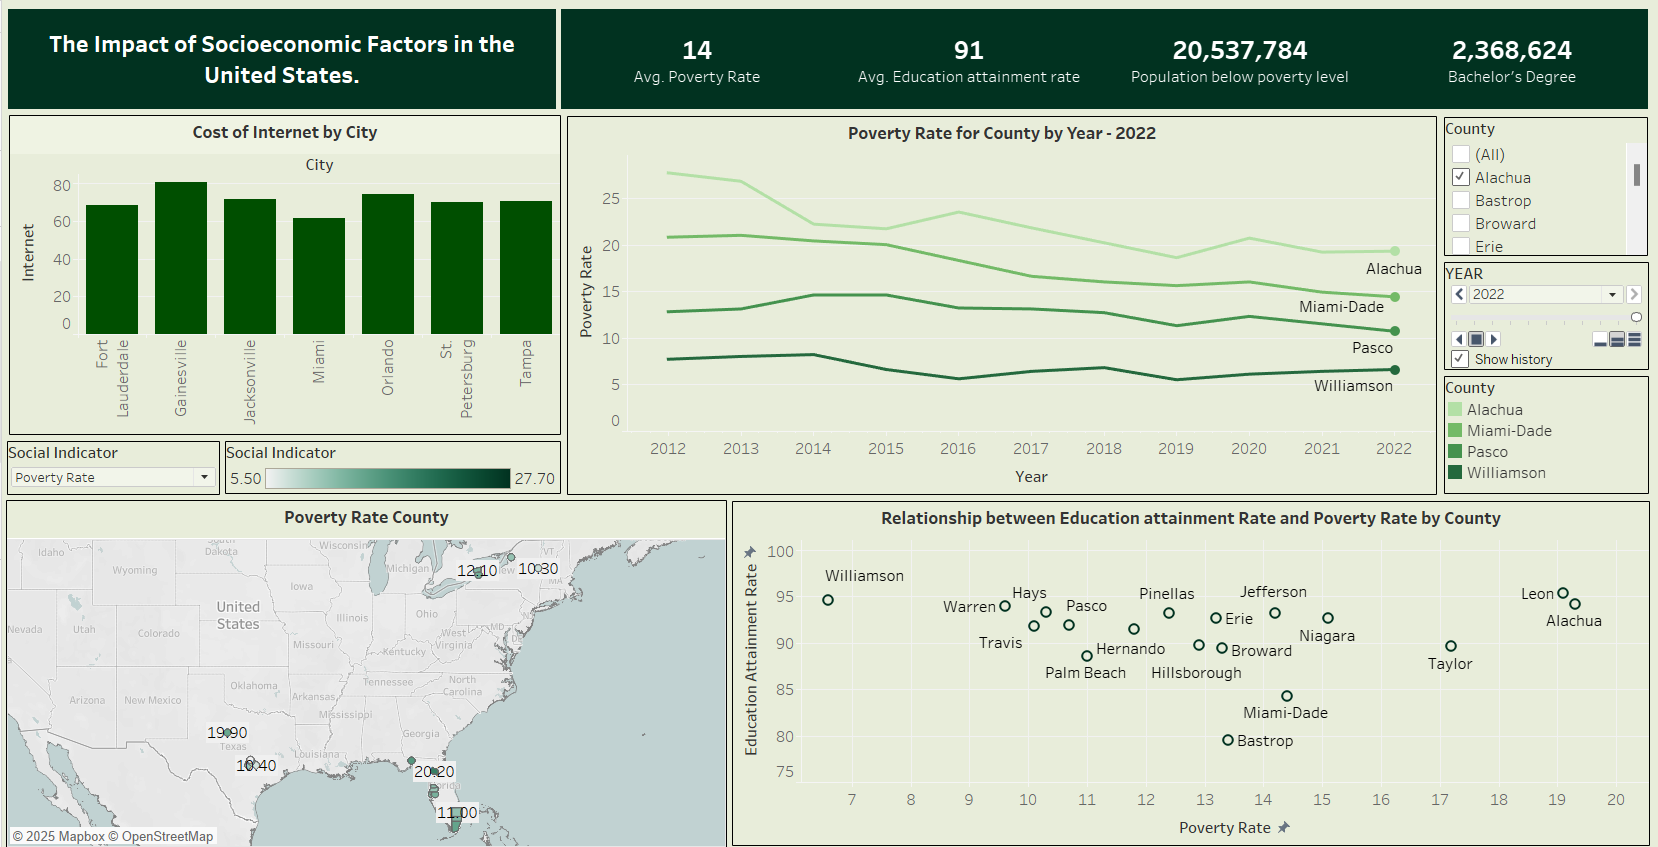 The Impact of Socioeconomic Factors in the
United States.
14
Avg. Poverty Rate
91
Avg. Education attainment rate
20,537,784
Population below poverty level
2,368,624
Bachelor's Degree
Cost of Internet by City
City
Internet
80
60
40
20
0
Fort
Lauderdale
Gainesville
Jacksonville
Miami
Orlando
St.
Petersburg
Tampa
Poverty Rate for County by Year - 2022
Poverty Rate
25
20
15
10
5
0
Alachua
Miami-Dade
Pasco
Williamson
2012 2013 2014 2015 2016 2017 2018 2019 2020 2021 2022
Year
County
(All)
Alachua
Bastrop
Broward
Erie
YEAR
2022
Show history
County
Alachua
Miami-Dade
Pasco
Williamson
Social Indicator
Poverty Rate
Social Indicator
5.50 27.70
Poverty Rate County
Idaho
South
Dakota
Wisconsin
Wyoming
Michigan
12.10
New
VT
10.30
MA
Iowa
Nevada
Utah
Colorado
United
States
Illinois
Ohio
Missouri
Kentucky
West
Virginia
MD
DE
Arizona
New Mexico
Oklahoma
Arkansas
Tennessee
North
Carolina
Mississippi
Georgia
19.90
Texas
Louisiana
20.20
Florida
11.00
© 2025 Mapbox © OpenStreetMap
Relationship between Education attainment Rate and Poverty Rate by County
Education Attainment Rate
100
95
90
85
80
75
Williamson
Warren
Hays
Travis
Pasco
Palm Beach
Hernando
Pinellas
Hillsborough
Erie
Broward
Jefferson
Niagara
Miami-Dade
Bastrop
Taylor
Leon
Alachua
7 8 9 10 11 12 13 14 15 16 17 18 19 20
Poverty Rate